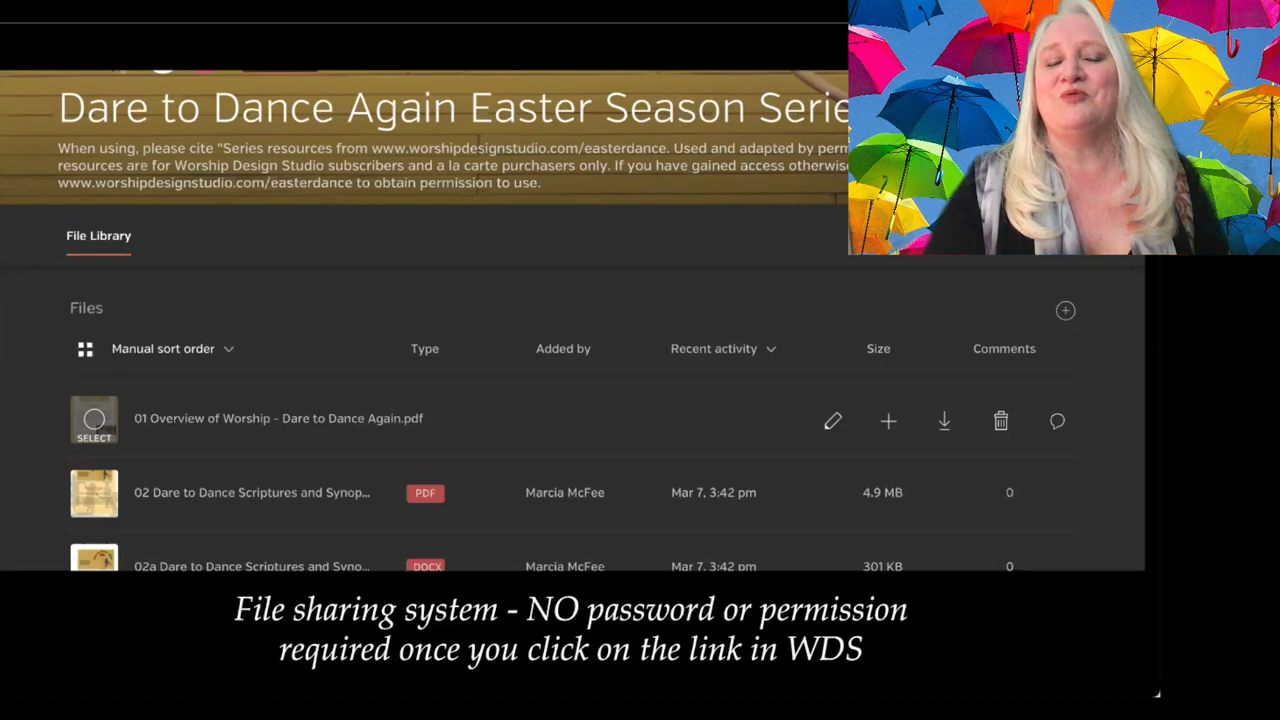 Dare to Dance Again Easter Season Serie
When using, please cite "Series resources from www.worshipdesignstudio.com/easterdance. Used and adapted by perm
resources are for Worship Design Studio subscribers and a la carte purchasers only. If you have gained access otherwise
www.worshipdesignstudio.com/easterdance to obtain permission to use.
File Library
Files
Manual sort order Type Added by Recent activity Size Comments
SELECT 01 Overview of Worship - Dare to Dance Again.pdf
02 Dare to Dance Scriptures and Synop... PDF Marcia McFee Mar 7, 3:42 pm 4.9 MB 0
02a Dare to Dance Scriptures and Syno... DOCX Marcia McFee Mar 7, 3:42 pm 301 KB 0
File sharing system - NO password or permission
required once you click on the link in WDS